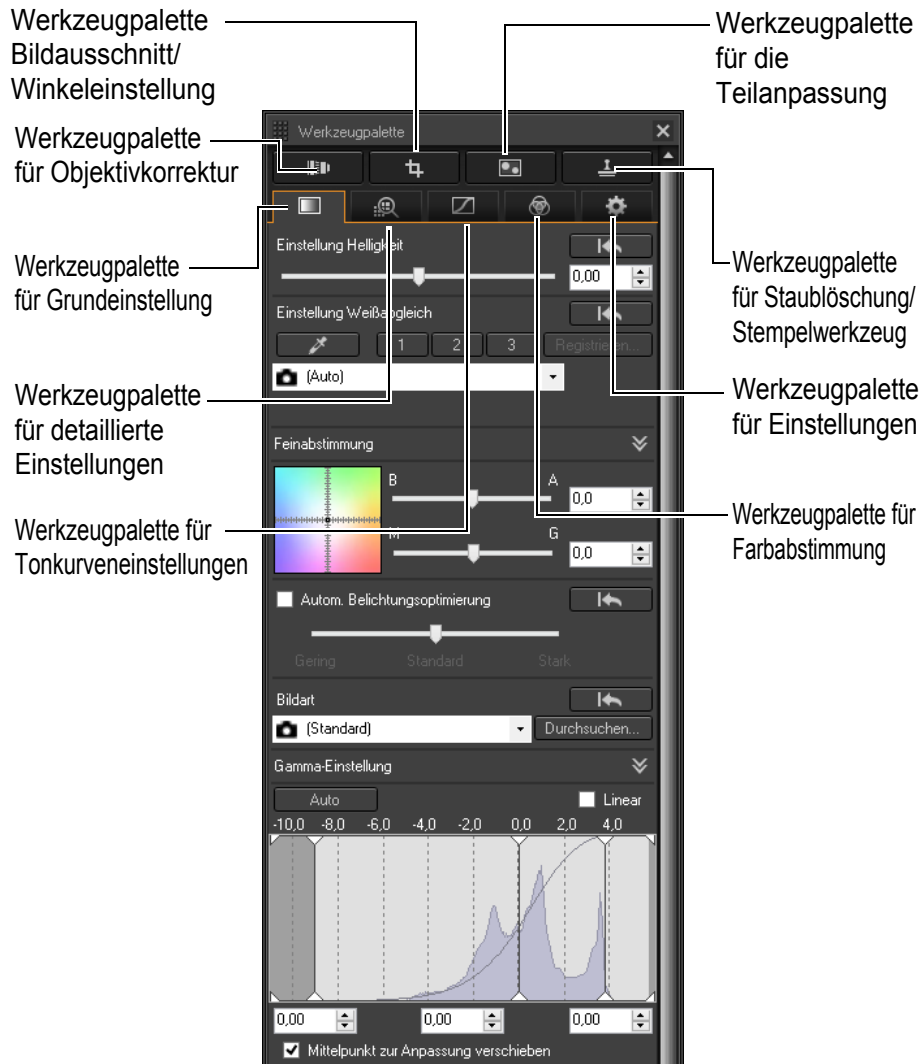 Werkzeugpalette
Bildausschnitt/
Winkeleinstellung
Werkzeugpalette
für die
Teilanpassung
Werkzeugpalette
für Objektivkorrektur
Werkzeugpalette
für Grundeinstellung
Werkzeugpalette
für detaillierte
Einstellungen
Werkzeugpalette für
Tonkurveneinstellungen
Werkzeugpalette
für Staublöschung/
Stempelwerkzeug
Werkzeugpalette
für Einstellungen
Werkzeugpalette für
Farbabstimmung
Werkzeugpalette
Einstellung Helligkeit
0,00
Einstellung Weißabgleich
1 2 3 Registrieren...
(Auto)
Feinabstimmung
B A 0,0
M G 0,0
Autom. Belichtungsoptimierung
Gering Standard Stark
Bildart
(Standard) Durchsuchen...
Gamma-Einstellung
Auto Linear
-10,0 -8,0 -6,0 -4,0 -2,0 0,0 2,0 4,0
0,00 0,00 0,00
Mittelpunkt zur Anpassung verschieben